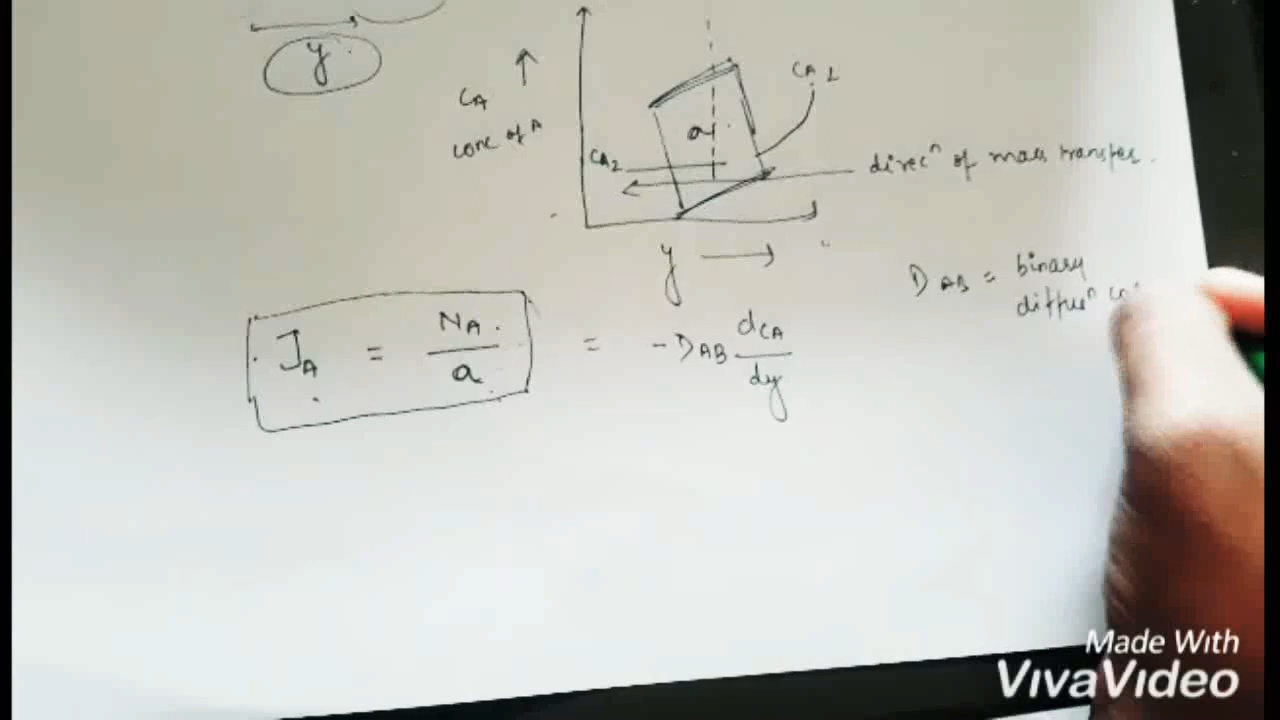 y
CA
conc of A
a
CA2
CA1
direcⁿ of mass transfer.
y →
DAB = binary
diffusⁿ co
JA = NA / a = -DAB dCA / dy
Made With
VivaVideo